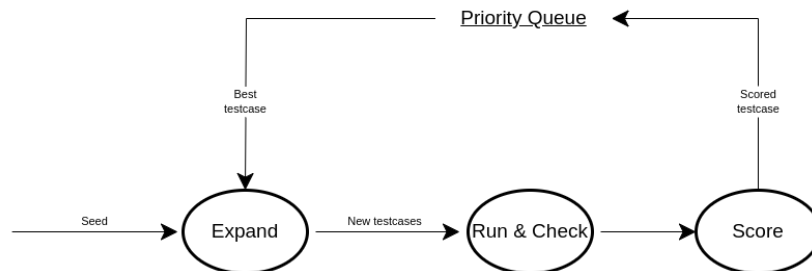 Priority Queue
Best
testcase
Scored
testcase
Seed
Expand
New testcases
Run & Check
Score